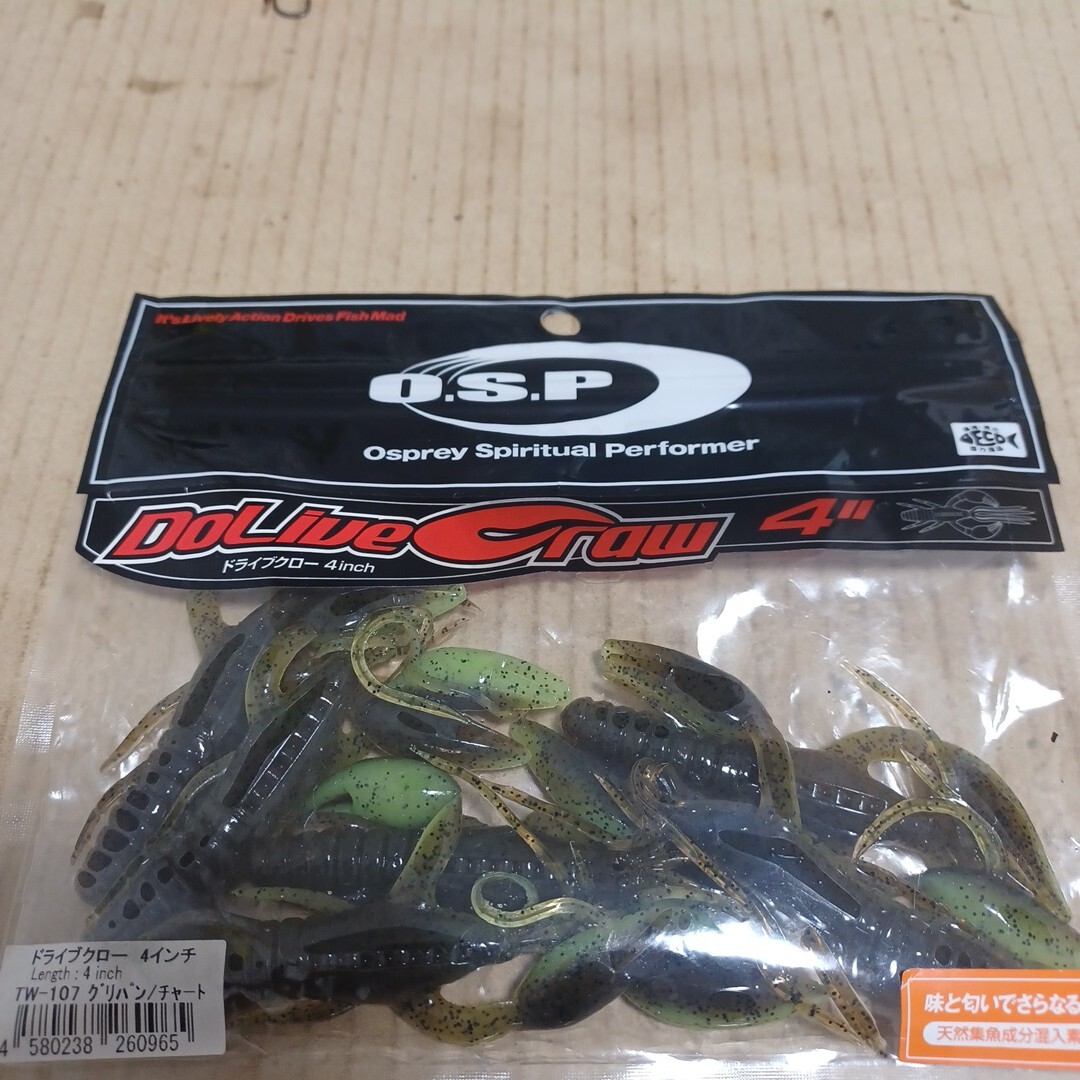 It's Lively Action Drives Fish Mad
O.S.P
Osprey Spiritual Performer
ECO
DoLive Craw 4"
ドライブクロー 4inch
ドライブクロー 4インチ
Length : 4 inch
TW-107 グリパン/チャート
4 580238 260965
味と匂いでさらなる
天然集魚成分混入素